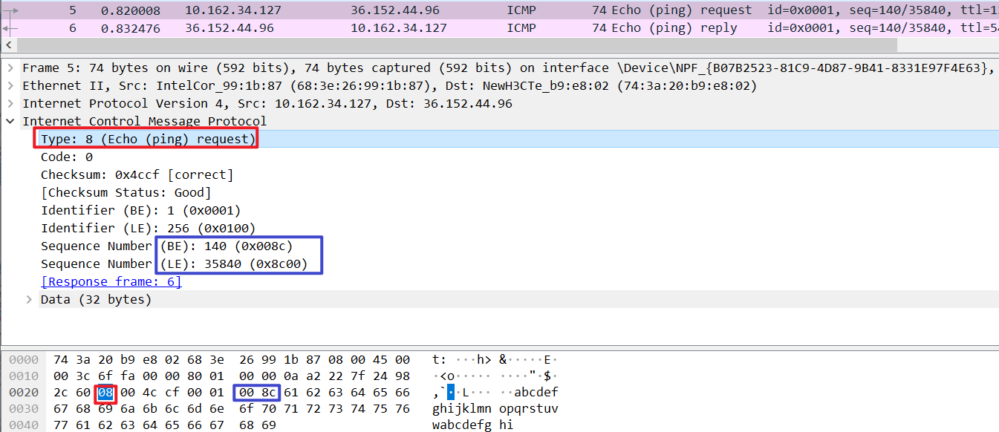 5 0.820008 10.162.34.127 36.152.44.96 ICMP 74 Echo (ping) request id=0x0001, seq=140/35840, ttl=1
6 0.832476 36.152.44.96 10.162.34.127 ICMP 74 Echo (ping) reply id=0x0001, seq=140/35840, ttl=5
Frame 5: 74 bytes on wire (592 bits), 74 bytes captured (592 bits) on interface \Device\NPF_{B07B2523-81C9-4D87-9B41-8331E97F4E63},
Ethernet II, Src: IntelCor_99:1b:87 (68:3e:26:99:1b:87), Dst: NewH3CTe_b9:e8:02 (74:3a:20:b9:e8:02)
Internet Protocol Version 4, Src: 10.162.34.127, Dst: 36.152.44.96
Internet Control Message Protocol
Type: 8 (Echo (ping) request)
Code: 0
Checksum: 0x4ccf [correct]
[Checksum Status: Good]
Identifier (BE): 1 (0x0001)
Identifier (LE): 256 (0x0100)
Sequence Number (BE): 140 (0x008c)
Sequence Number (LE): 35840 (0x8c00)
[Response frame: 6]
Data (32 bytes)
0000 74 3a 20 b9 e8 02 68 3e 26 99 1b 87 08 00 45 00 t: ···h> &·····E·
0010 00 3c 6f fa 00 00 80 01 00 00 0a a2 22 7f 24 98 ·<o····· ····"·$·
0020 2c 60 08 00 4c cf 00 01 00 8c 61 62 63 64 65 66 ,`··L··· ··abcdef
0030 67 68 69 6a 6b 6c 6d 6e 6f 70 71 72 73 74 75 76 ghijklmn opqrstuv
0040 77 61 62 63 64 65 66 67 68 69 wabcdefg hi